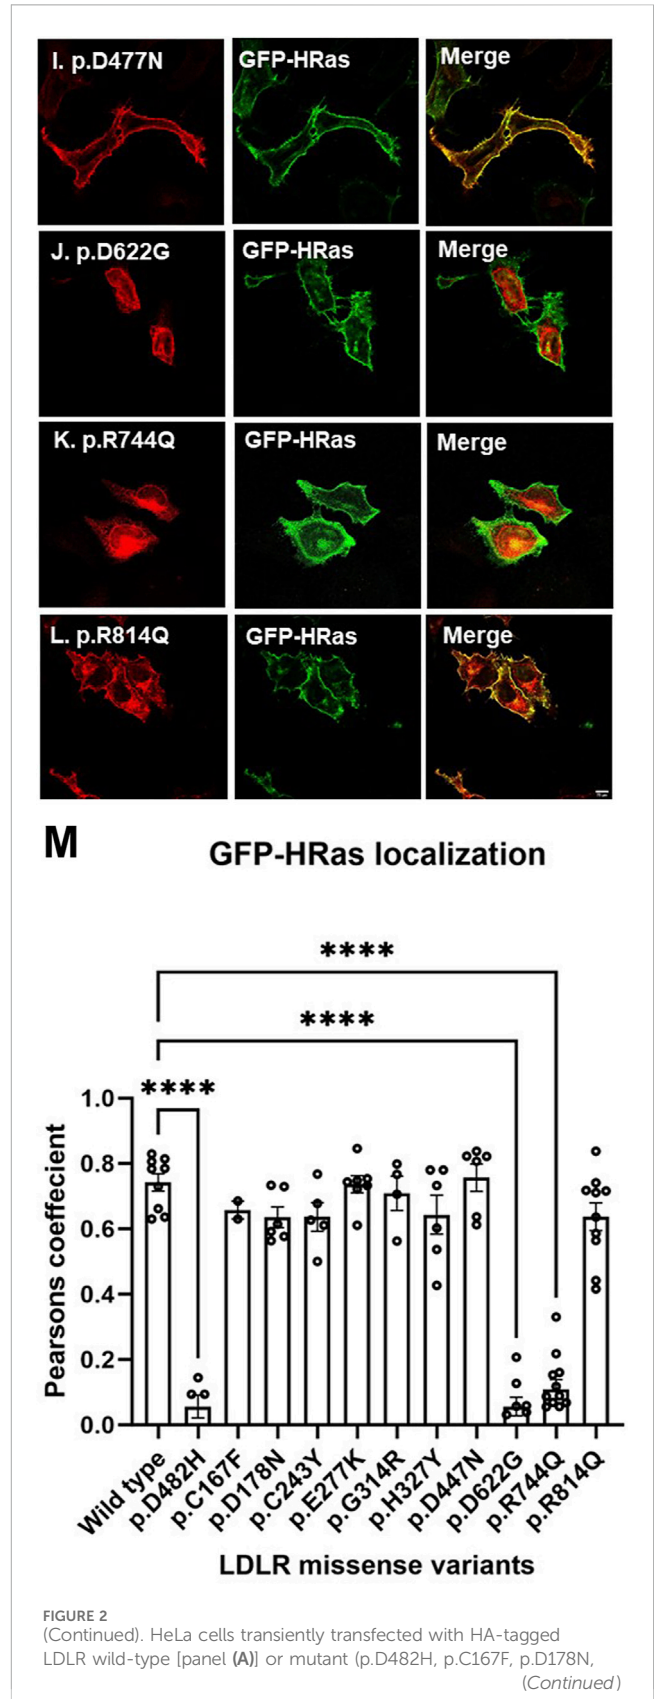 I. p.D477N
GFP-HRas
Merge
J. p.D622G
GFP-HRas
Merge
K. p.R744Q
GFP-HRas
Merge
L. p.R814Q
GFP-HRas
Merge
M
GFP-HRas localization
****
****
****
Pearsons coeffecient
1.0
0.8
0.6
0.4
0.2
0.0
Wild type
p.D482H
p.C167F
p.D178N
p.C243Y
p.E277K
p.G314R
p.H327Y
p.D447N
p.D622G
p.R744Q
p.R814Q
LDLR missense variants
FIGURE 2
(Continued). HeLa cells transiently transfected with HA-tagged
LDLR wild-type [panel (A)] or mutant (p.D482H, p.C167F, p.D178N,
(Continued)